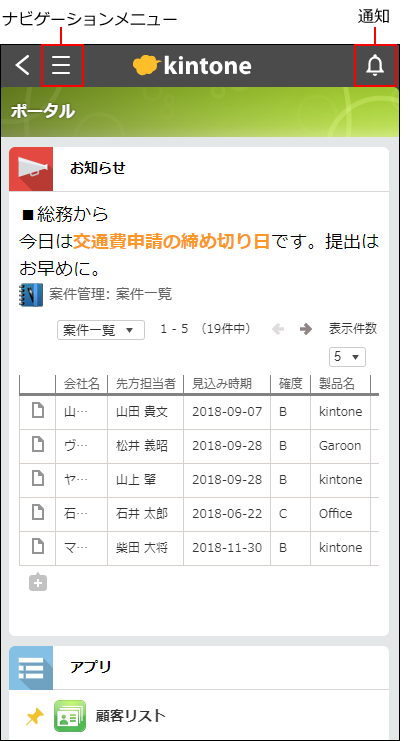 ナビゲーションメニュー
通知
kintone
ポータル
お知らせ
■総務から
今日は交通費申請の締め切り日です。提出は
お早めに。
案件管理: 案件一覧
案件一覧 1 - 5 （19件中） 表示件数
5
会社名 先方担当者 見込み時期 確度 製品名
山… 山田 貴文 2018-09-07 B kintone
ヴ… 松井 義昭 2018-09-28 B Garoon
ヤ… 山上 肇 2018-09-28 B kintone
石… 石井 太郎 2018-06-22 C Office
マ… 柴田 大将 2018-11-30 B kintone
アプリ
顧客リスト